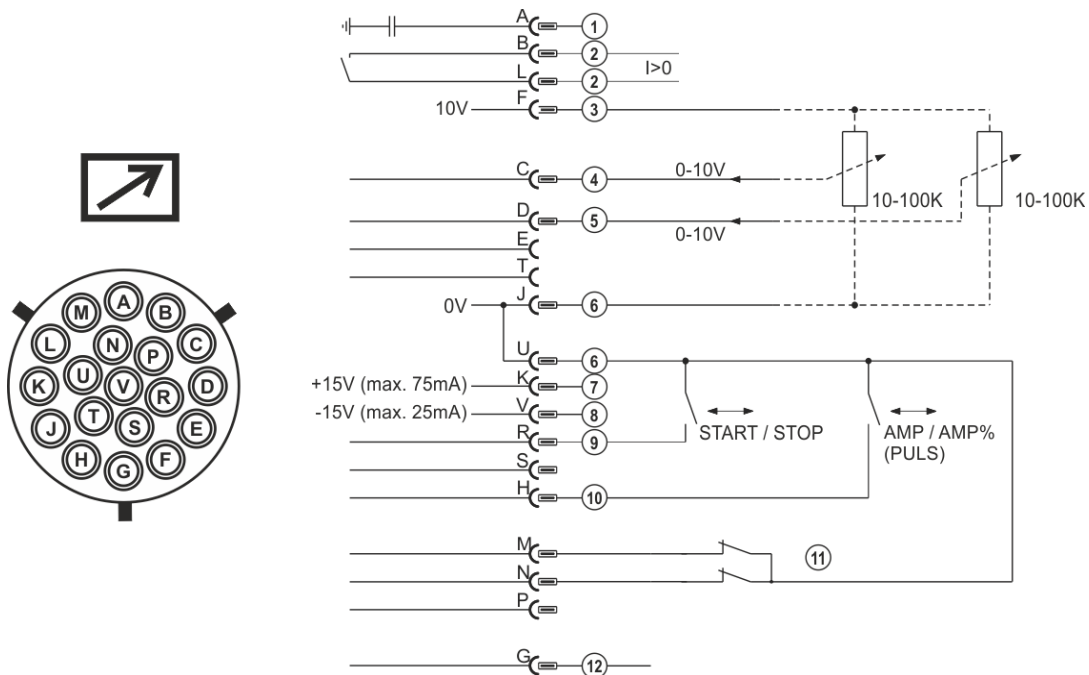 A
1
B
2
L
2
I>0
10V
F
3
C
4
0-10V
10-100K
10-100K
D
5
0-10V
E
T
0V
J
6
U
6
+15V (max. 75mA)
K
7
-15V (max. 25mA)
V
8
R
9
START / STOP
AMP / AMP%
(PULS)
S
H
10
M
11
N
P
G
12
A
M
B
L
N
P
C
K
U
V
R
D
J
T
S
E
H
G
F